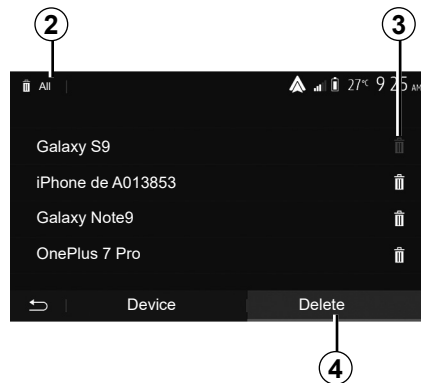 2 3
All 27°C 9 25 AM
Galaxy S9
iPhone de A013853
Galaxy Note9
OnePlus 7 Pro
Device Delete
4